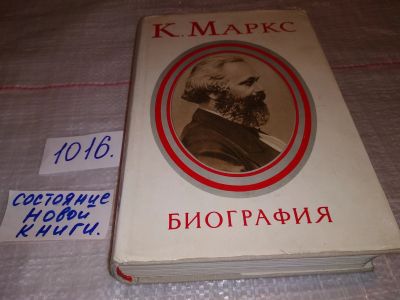 К. Маркс
БИОГРАФИЯ
1016.
состояние
новой
книги.